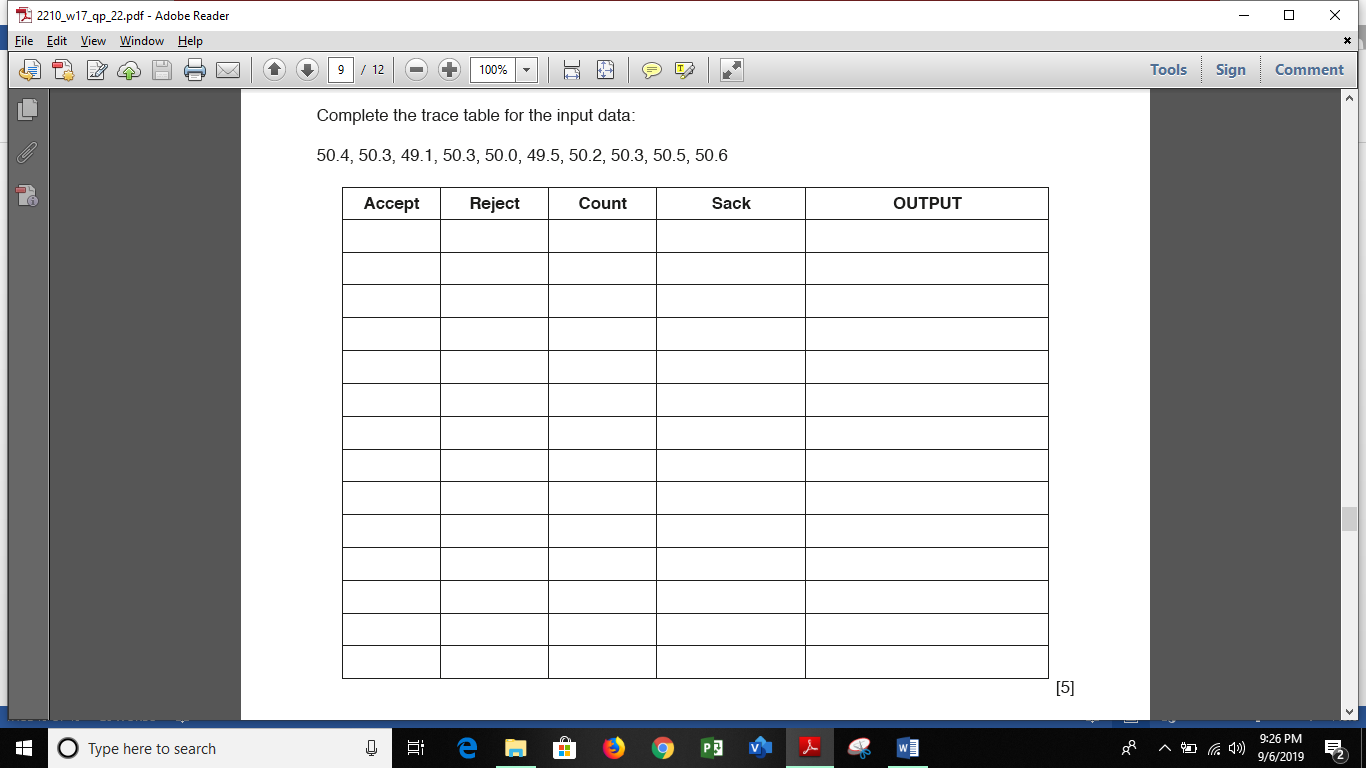 2210_w17_qp_22.pdf - Adobe Reader
File Edit View Window Help
9 / 12 100% Tools Sign Comment
Complete the trace table for the input data:
50.4, 50.3, 49.1, 50.3, 50.0, 49.5, 50.2, 50.3, 50.5, 50.6
Accept Reject Count Sack OUTPUT
[5]
Type here to search
9:26 PM
9/6/2019
2